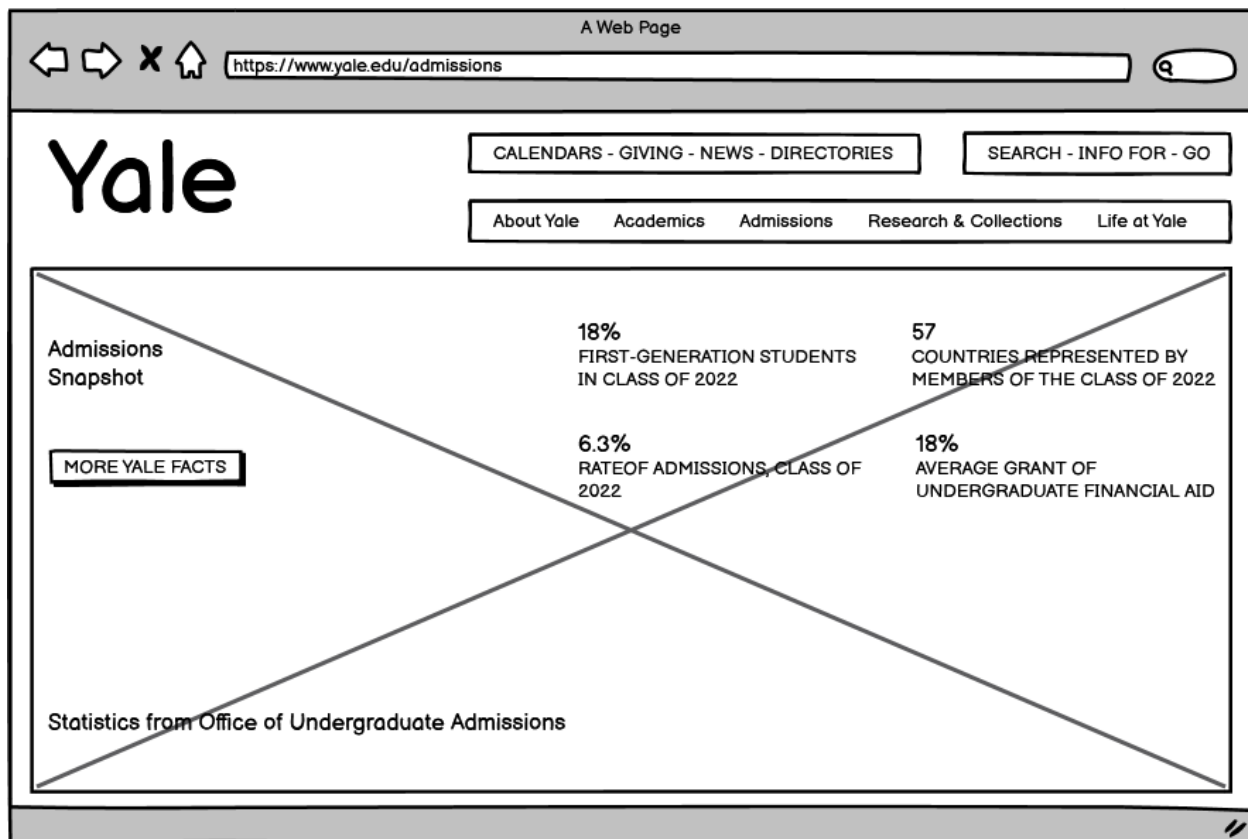 A Web Page
https://www.yale.edu/admissions
Yale
CALENDARS - GIVING - NEWS - DIRECTORIES
SEARCH - INFO FOR - GO
About Yale Academics Admissions Research & Collections Life at Yale
Admissions
Snapshot
MORE YALE FACTS
18%
FIRST-GENERATION STUDENTS
IN CLASS OF 2022
57
COUNTRIES REPRESENTED BY
MEMBERS OF THE CLASS OF 2022
6.3%
RATEOF ADMISSIONS, CLASS OF
2022
18%
AVERAGE GRANT OF
UNDERGRADUATE FINANCIAL AID
Statistics from Office of Undergraduate Admissions